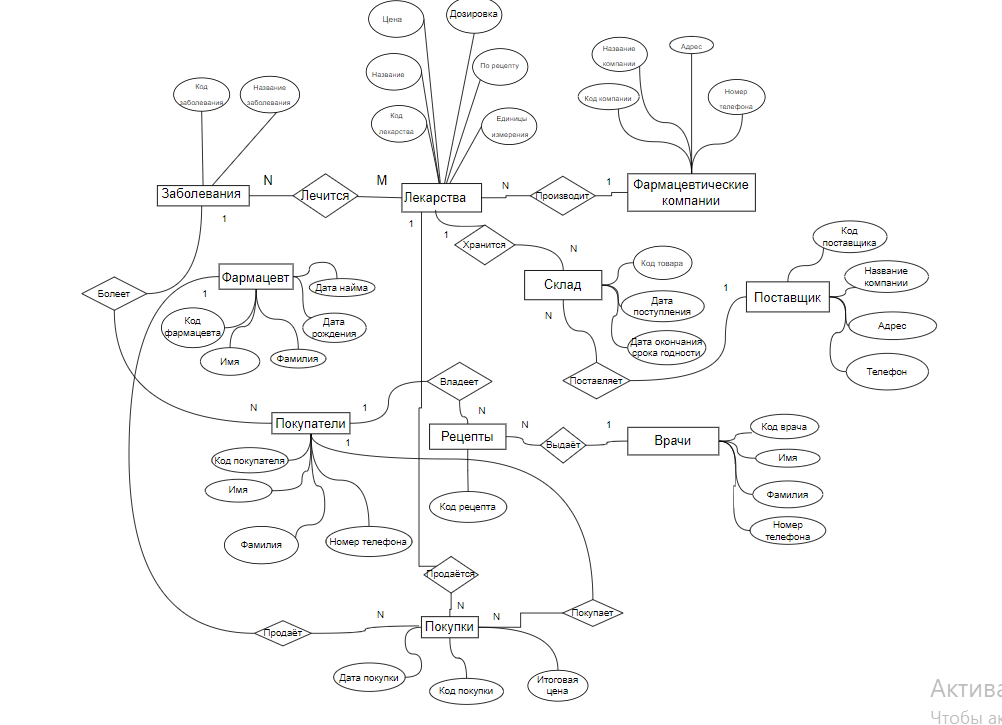 Цена
Дозировка
Название
По рецепту
Код
лекарства
Единицы
измерения
Название
компании
Адрес
Код компании
Номер
телефона
Код
заболевания
Название
заболевания
Заболевания
N
Лечится
M
Лекарства
N
Производит
1
Фармацевтические
компании
1
1
1
Хранится
N
Код
поставщика
Фармацевт
Дата найма
Склад
Код товара
Название
компании
Болеет
1
Код
фармацевта
Дата
рождения
Имя
Фамилия
N
Дата
поступления
Дата окончания
срока годности
1
Поставщик
Адрес
Телефон
Поставляет
Владеет
N
1
N
Покупатели
1
Рецепты
N
Выдаёт
1
Врачи
Код врача
Имя
Фамилия
Номер
телефона
Код покупателя
Имя
Фамилия
Номер телефона
Код рецепта
Продаётся
N
N
Продаёт
N
Покупает
Покупки
Дата покупки
Код покупки
Итоговая
цена
Актива
Чтобы ак